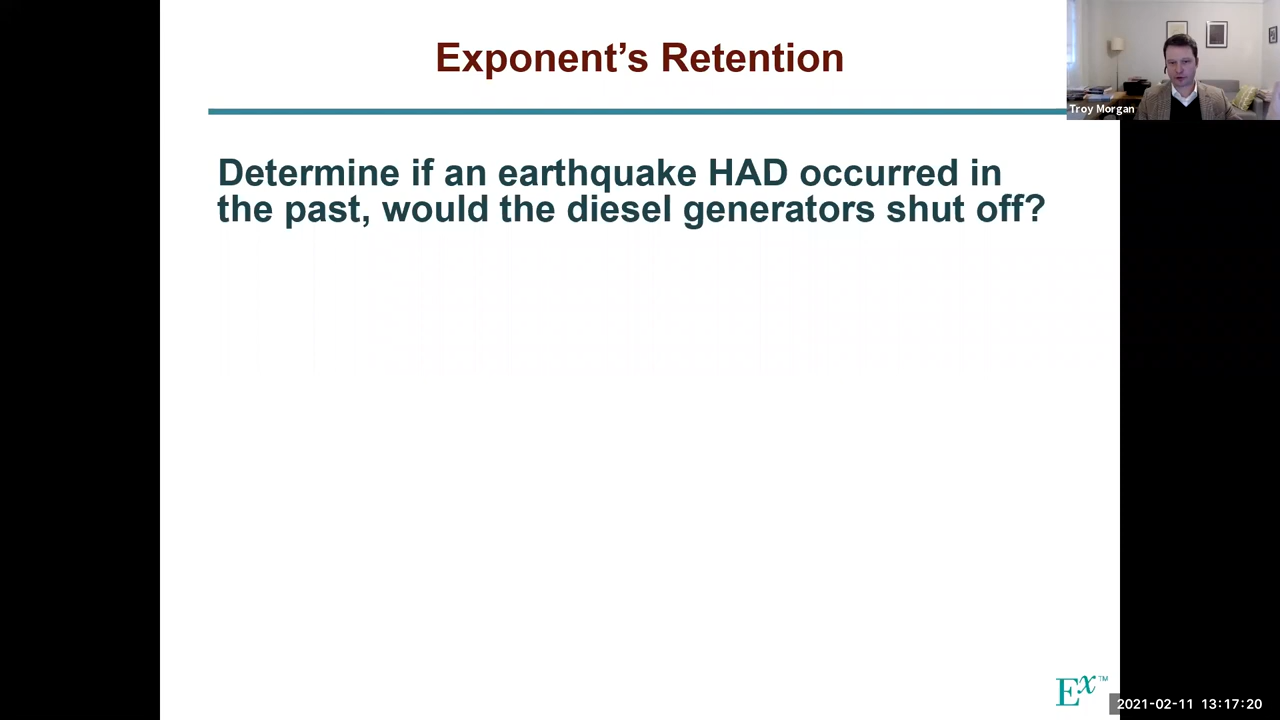 Exponent’s Retention
Troy Morgan
Determine if an earthquake HAD occurred in
the past, would the diesel generators shut off?
Ex™
2021-02-11 13:17:20